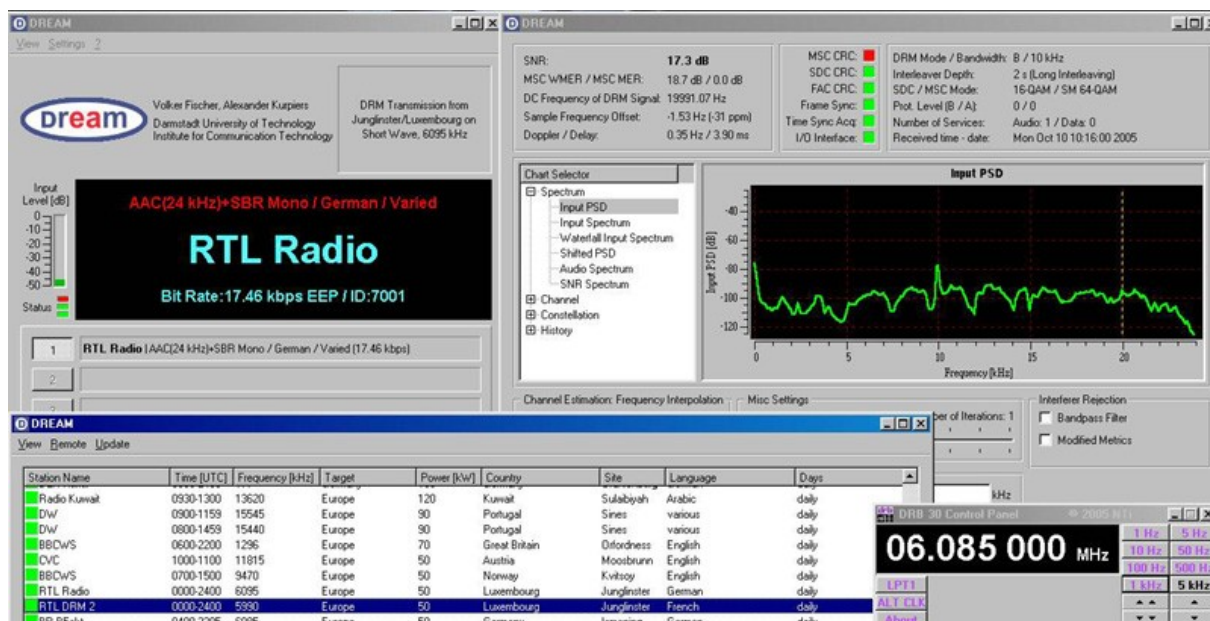 DREAM
View Settings ?
Dream
Volker Fischer, Alexander Kurpiers
Darmstadt University of Technology
Institute for Communication Technology
DRM Transmission from
Junglinster/Luxembourg on
Short Wave, 6095 kHz
Input
Level [dB]
0
-10
-20
-30
-40
-50
Status
AAC(24 kHz)+SBR Mono / German / Varied
RTL Radio
Bit Rate:17.46 kbps EEP / ID:7001
1 RTL Radio | AAC(24 kHz)+SBR Mono / German / Varied (17.46 kbps)
2
DREAM
SNR: 17.3 dB
MSC WMER / MSC MER: 18.7 dB / 0.0 dB
DC Frequency of DRM Signal: 19991.07 Hz
Sample Frequency Offset: -1.53 Hz (-31 ppm)
Doppler / Delay: 0.35 Hz / 3.90 ms
MSC CRC:
SDC CRC:
FAC CRC:
Frame Sync:
Time Sync Acq:
I/O Interface:
DRM Mode / Bandwidth: B / 10 kHz
Interleaver Depth: 2 s (Long Interleaving)
SDC / MSC Mode: 16-QAM / SM 64-QAM
Prot. Level (B / A): 0 / 0
Number of Services: Audio: 1 / Data: 0
Received time - date: Mon Oct 10 10:16:00 2005
Chart Selector
Spectrum
Input PSD
Input Spectrum
Waterfall Input Spectrum
Shifted PSD
Audio Spectrum
SNR Spectrum
Channel
Constellation
History
Input PSD
Input PSD [dB]
-40
-60
-80
-100
-120
0 5 10 15 20
Frequency [kHz]
Channel Estimation: Frequency Interpolation
Misc Settings
Interferer Rejection
ber of Iterations: 1
Bandpass Filter
Modified Metrics
kHz
DREAM
View Remote Update
Station Name Time [UTC] Frequency [kHz] Target Power [kW] Country Site Language Days
Radio Kuwait 0930-1300 13620 Europe 120 Kuwait Sulaibiyah Arabic daily
DW 0900-1159 15545 Europe 90 Portugal Sines various daily
DW 0800-1459 15440 Europe 90 Portugal Sines various daily
BBCWS 0600-2200 1296 Europe 70 Great Britain Orfordness English daily
CVC 1000-1100 11815 Europe 50 Austria Moosbrunn English daily
BBCWS 0700-1500 9470 Europe 50 Norway Kvitsoy English daily
RTL Radio 0000-2400 6095 Europe 50 Luxembourg Junglinster German daily
RTL DRM 2 0000-2400 5990 Europe 50 Luxembourg Junglinster French daily
DRB 30 Control Panel © 2005 NTi
06.085 000 MHz
1 Hz 5 Hz
10 Hz 50 Hz
100 Hz 500 Hz
1 kHz 5 kHz
LPT1
ALT CLK
About